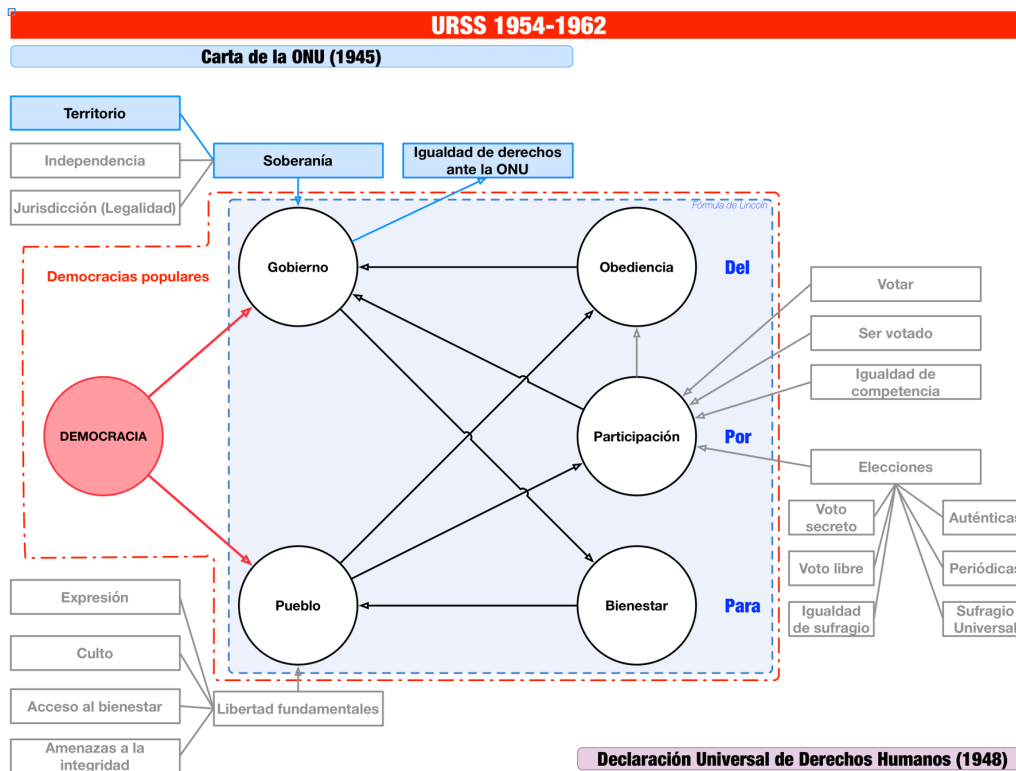 URSS 1954-1962
Carta de la ONU (1945)
Territorio
Independencia
Jurisdicción (Legalidad)
Soberanía
Igualdad de derechos
ante la ONU
Fórmula de Lincoln
Democracias populares
Gobierno
Obediencia
Del
DEMOCRACIA
Participación
Por
Pueblo
Bienestar
Para
Votar
Ser votado
Igualdad de
competencia
Elecciones
Voto
secreto
Auténticas
Voto libre
Periódicas
Igualdad
de sufragio
Sufragio
Universal
Expresión
Culto
Acceso al bienestar
Amenazas a la
integridad
Libertad fundamentales
Declaración Universal de Derechos Humanos (1948)